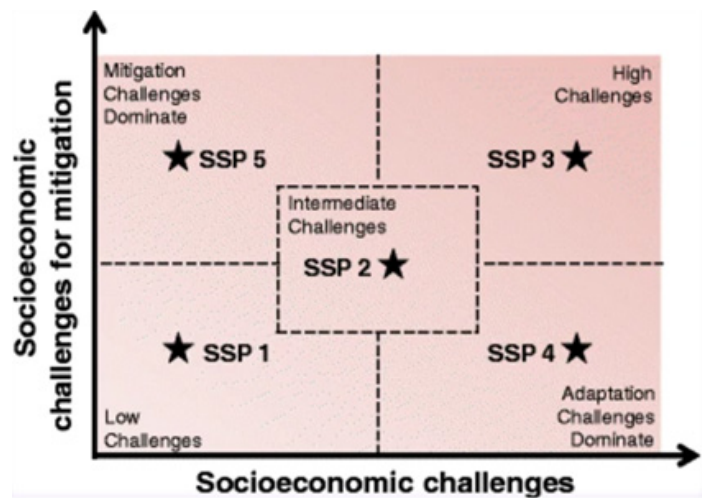 Socioeconomic
challenges for mitigation
Mitigation
Challenges
Dominate
High
Challenges
SSP 5
SSP 3
Intermediate
Challenges
SSP 2
SSP 1
SSP 4
Low
Challenges
Adaptation
Challenges
Dominate
Socioeconomic challenges